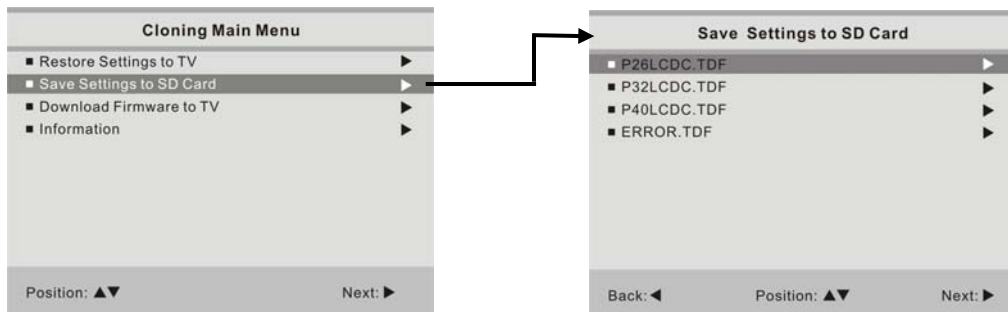 Cloning Main Menu
■ Restore Settings to TV ▶
■ Save Settings to SD Card ▶
■ Download Firmware to TV ▶
■ Information ▶
Position: ▲▼ Next: ▶
Save Settings to SD Card
■ P26LCDC.TDF ▶
■ P32LCDC.TDF ▶
■ P40LCDC.TDF ▶
■ ERROR.TDF ▶
Back: ◀ Position: ▲▼ Next: ▶